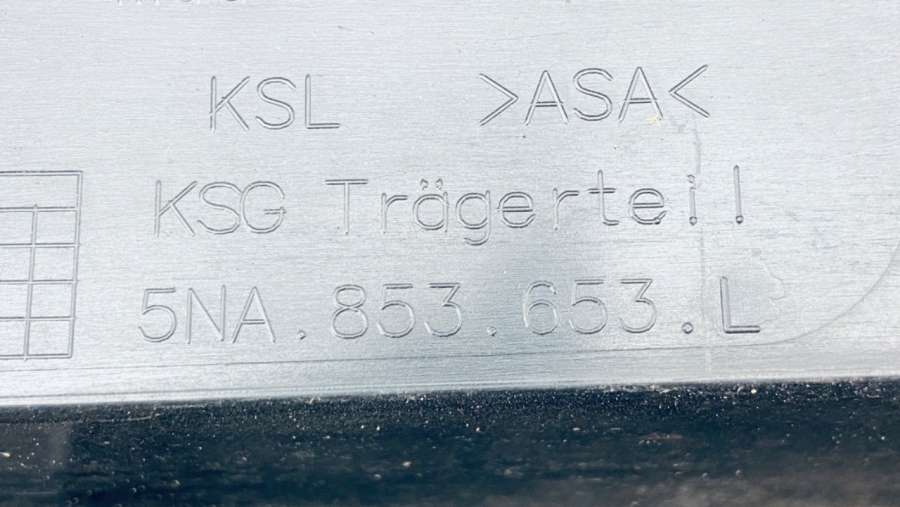 KSL >ASA<
KSG Trägerteil
5NA.853.653.L